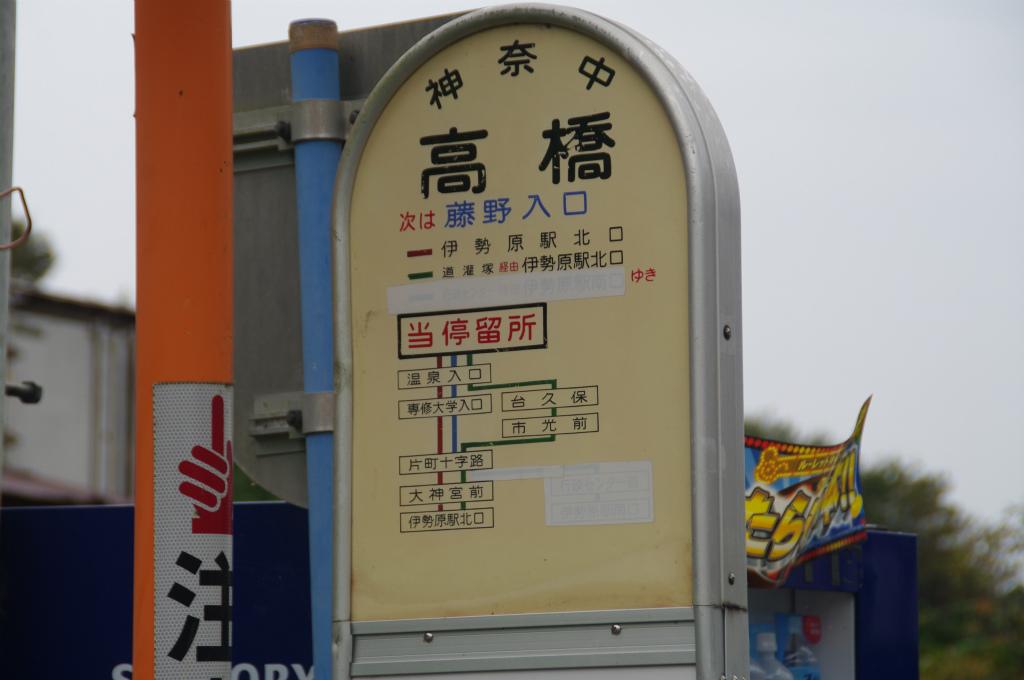 神奈中
高橋
次は 藤野入口
伊勢原駅北口
道灌塚 経由 伊勢原駅北口
ゆき
当停留所
温泉入口
専修大学入口
台久保
市光前
片町十字路
大神宮前
伊勢原駅北口
注